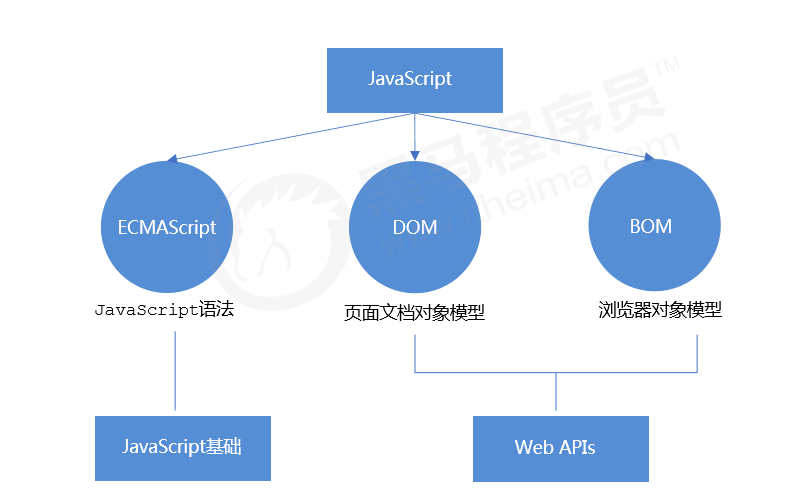 JavaScript
黑马程序员™
www.itheima.com
ECMAScript
DOM
BOM
JavaScript语法
页面文档对象模型
浏览器对象模型
JavaScript基础
Web APIs